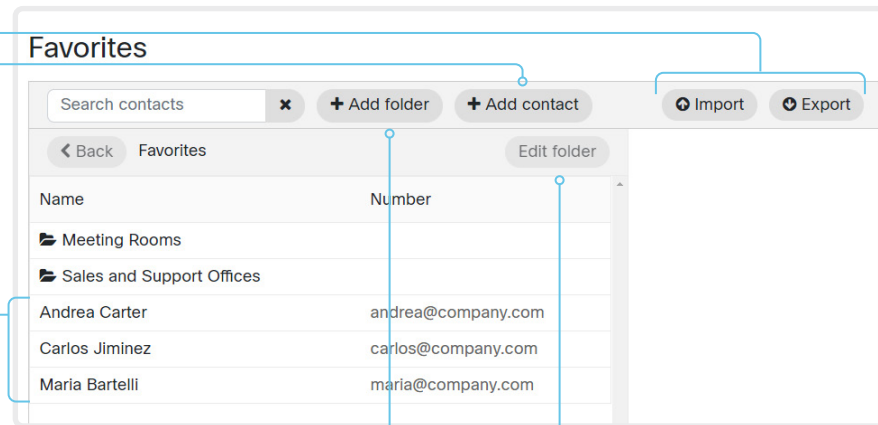 Favorites
Search contacts Add folder Add contact Import Export
Back Favorites Edit folder
Name Number
Meeting Rooms
Sales and Support Offices
Andrea Carter andrea@company.com
Carlos Jiminez carlos@company.com
Maria Bartelli maria@company.com